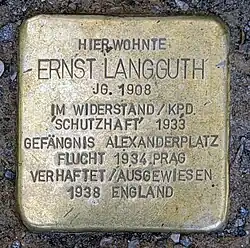 HIER WOHNTE
ERNST LANGGUTH
JG. 1908
IM WIDERSTAND / KPD
'SCHUTZHAFT' 1933
GEFÄNGNIS ALEXANDERPLATZ
FLUCHT 1934 PRAG
VERHAFTET / AUSGEWIESEN
1938 ENGLAND